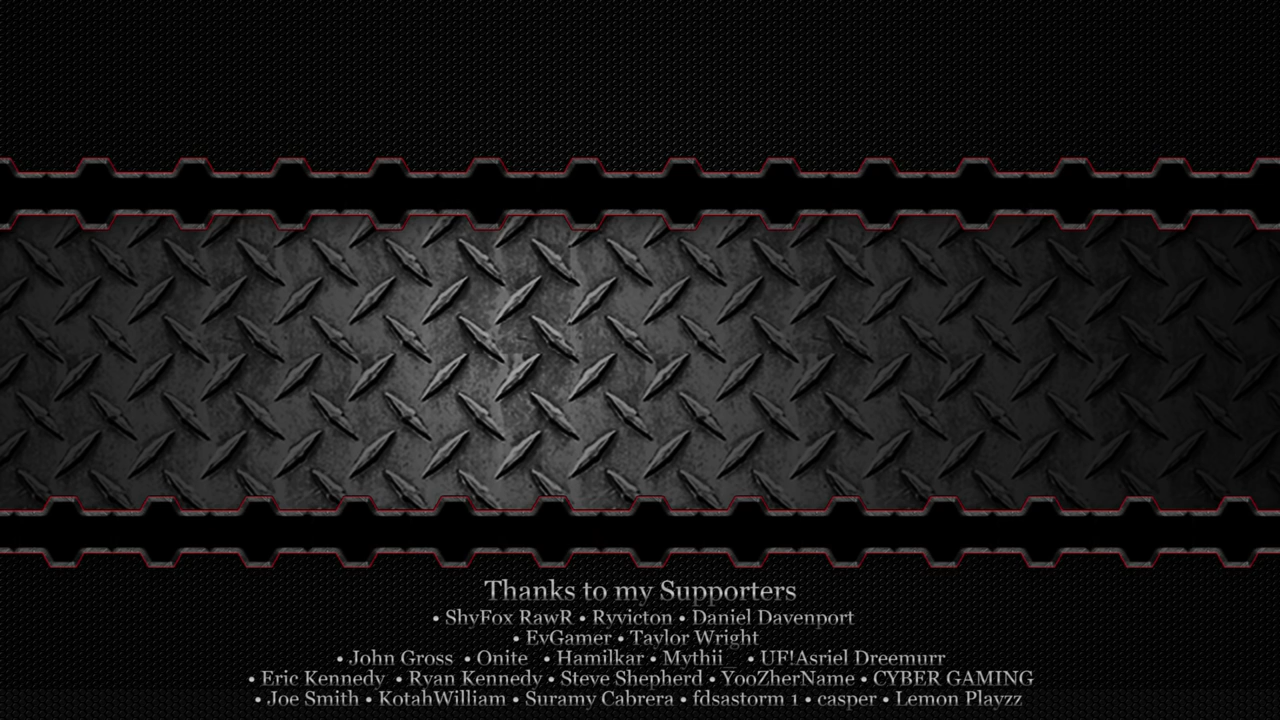 Thanks to my Supporters
• ShyFox RawR • Ryvicton • Daniel Davenport
• EvGamer • Taylor Wright
• John Gross • Onite • Hamilkar • Mythii_ • UF!Asriel Dreemurr
• Eric Kennedy • Ryan Kennedy • Steve Shepherd • YooZherName • CYBER GAMING
• Joe Smith • KotahWilliam • Suramy Cabrera • fdsastorm 1 • casper • Lemon Playzz